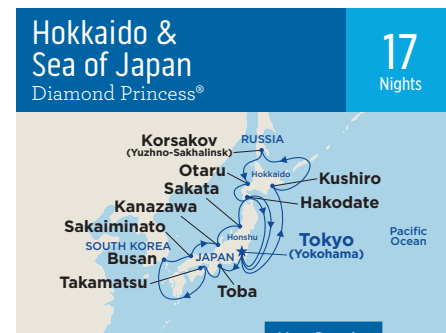 Hokkaido &
Sea of Japan
Diamond Princess®
17
Nights
Korsakov
(Yuzhno-Sakhalinsk)
RUSSIA
Otaru
Hokkaido
Kushiro
Sakata
Hakodate
Kanazawa
Sakaiminato
Honshu
Tokyo
(Yokohama)
Pacific
Ocean
SOUTH KOREA
Busan
JAPAN
Takamatsu
Toba